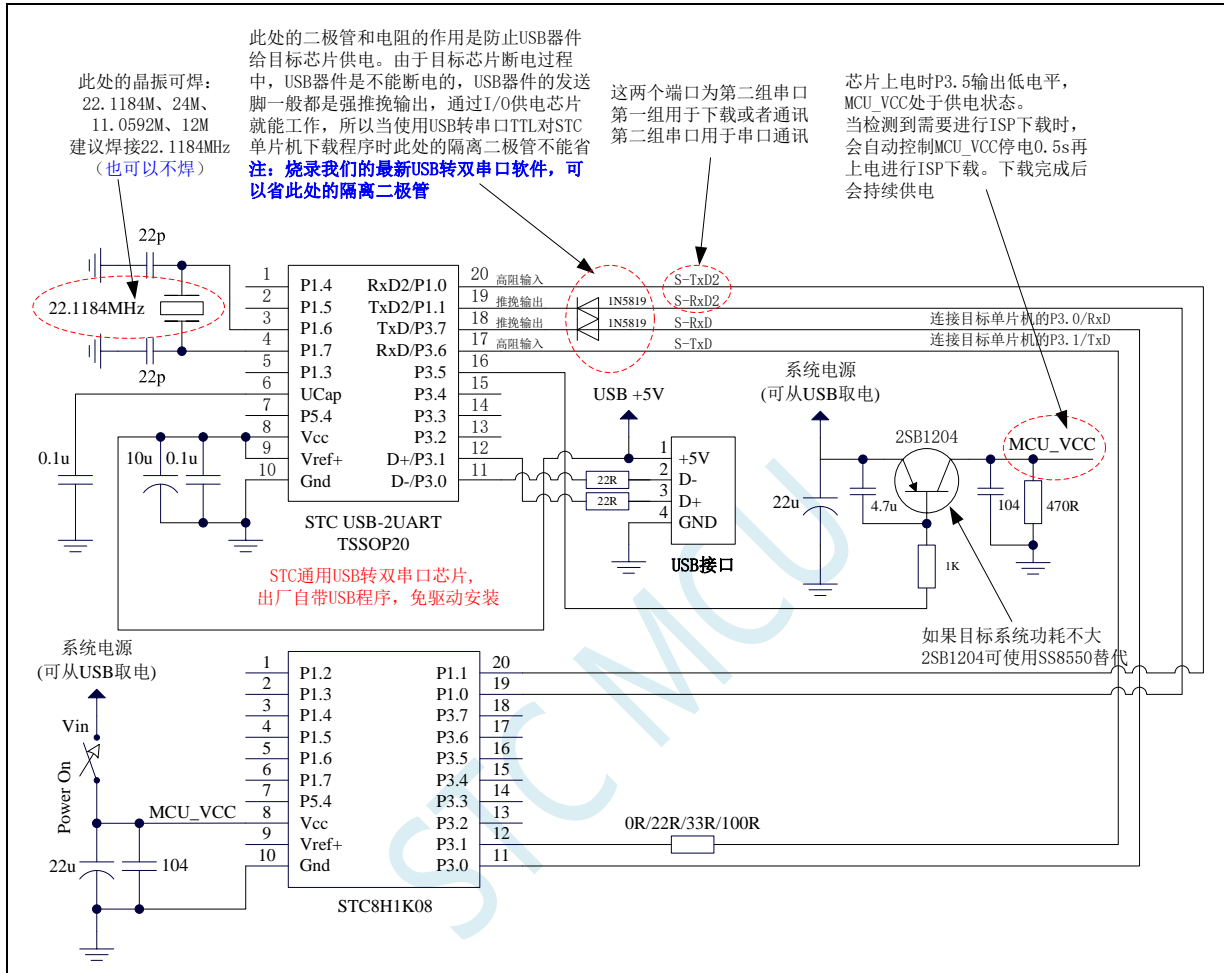 此处的晶振可焊:
22.1184M、24M、
11.0592M、12M
建议焊接22.1184MHz
（也可以不焊）
此处的二极管和电阻的作用是防止USB器件
给目标芯片供电。由于目标芯片断电过程
中，USB器件是不能断电的，USB器件的发送
脚一般都是强推挽输出，通过I/O供电芯片
就能工作，所以当使用USB转串口TTL对STC
单片机下载程序时此处的隔离二极管不能省
注：烧录我们的最新USB转双串口软件，可
以省此处的隔离二极管
这两个端口为第二组串口
第一组用于下载或者通讯
第二组串口用于串口通讯
芯片上电时P3.5输出低电平，
MCU_VCC处于供电状态。
当检测到需要进行ISP下载时，
会自动控制MCU_VCC停电0.5s再
上电进行ISP下载。下载完成后
会持续供电
22p
22.1184MHz
22p
1 P1.4 RxD2/P1.0 20 高阻输入 S-TxD2
2 P1.5 TxD2/P1.1 19 推挽输出 1N5819 S-RxD2
3 P1.6 TxD/P3.7 18 推挽输出 1N5819 S-RxD 连接目标单片机的P3.0/RxD
4 P1.7 RxD/P3.6 17 高阻输入 S-TxD 连接目标单片机的P3.1/TxD
5 P1.3 P3.5 16
6 UCap P3.4 15
7 P5.4 P3.3 14
8 Vcc P3.2 13
9 Vref+ D+/P3.1 12
10 Gnd D-/P3.0 11
0.1u
10u
0.1u
STC USB-2UART
TSSOP20
STC通用USB转双串口芯片,
出厂自带USB程序，免驱动安装
USB +5V
1 +5V
22R 2 D-
22R 3 D+
4 GND
USB接口
系统电源
(可从USB取电)
2SB1204
MCU_VCC
22u
4.7u
104
470R
1K
如果目标系统功耗不大
2SB1204可使用SS8550替代
系统电源
(可从USB取电)
Vin
Power On
MCU_VCC
22u
104
1 P1.2 P1.1 20
2 P1.3 P1.0 19
3 P1.4 P3.7 18
4 P1.5 P3.6 17
5 P1.6 P3.5 16
6 P1.7 P3.4 15
7 P5.4 P3.3 14
8 Vcc P3.2 13
9 Vref+ P3.1 12
10 Gnd P3.0 11
0R/22R/33R/100R
STC8H1K08
STC MCU